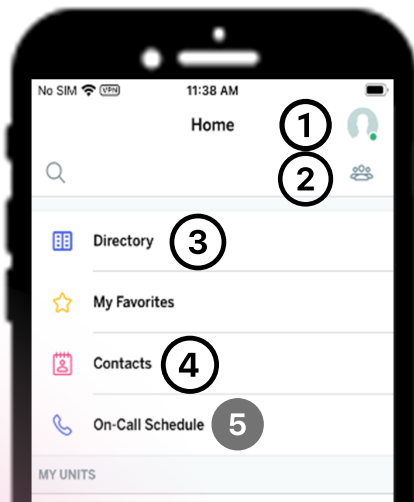 No SIM VPN 11:38 AM
Home 1
2
Directory 3
My Favorites
Contacts 4
On-Call Schedule 5
MY UNITS